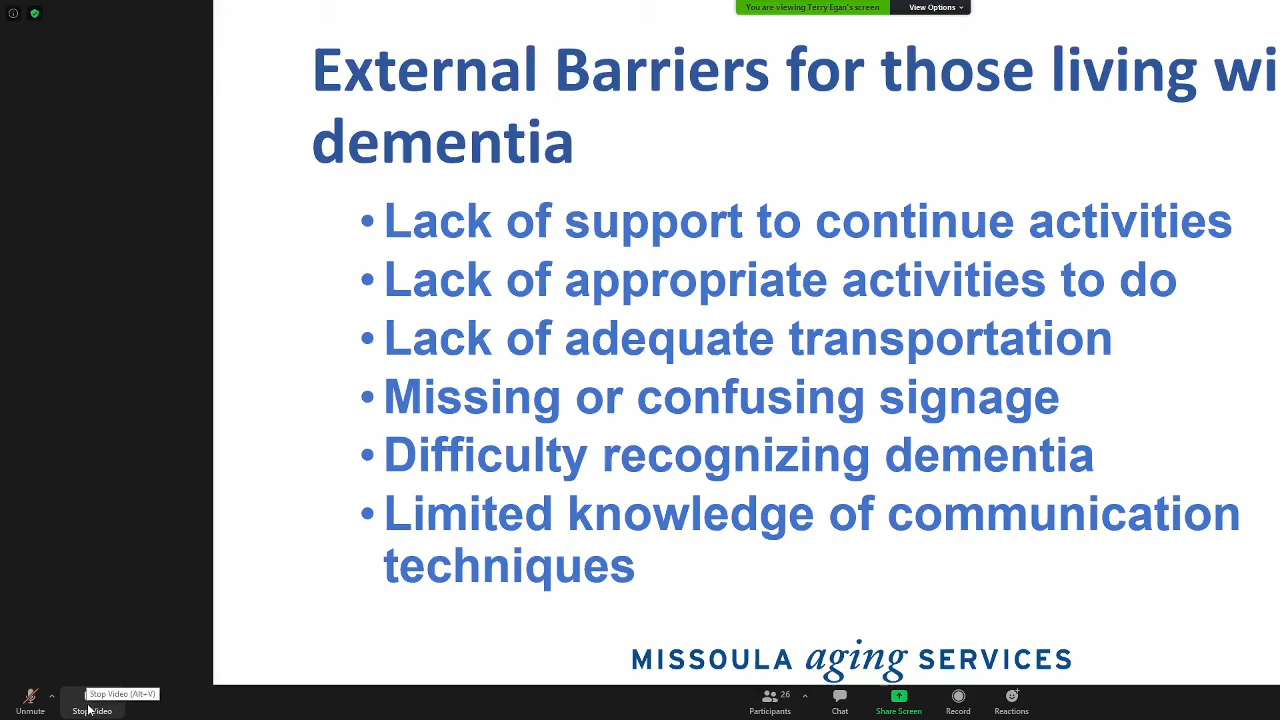 You are viewing Terry Egan's screen
View Options
External Barriers for those living wi
dementia
•Lack of support to continue activities
•Lack of appropriate activities to do
•Lack of adequate transportation
•Missing or confusing signage
•Difficulty recognizing dementia
•Limited knowledge of communication
techniques
MISSOULA aging SERVICES
Stop Video (Alt+V)
26
Unmute
Stop Video
Participants
Chat
Share Screen
Record
Reactions